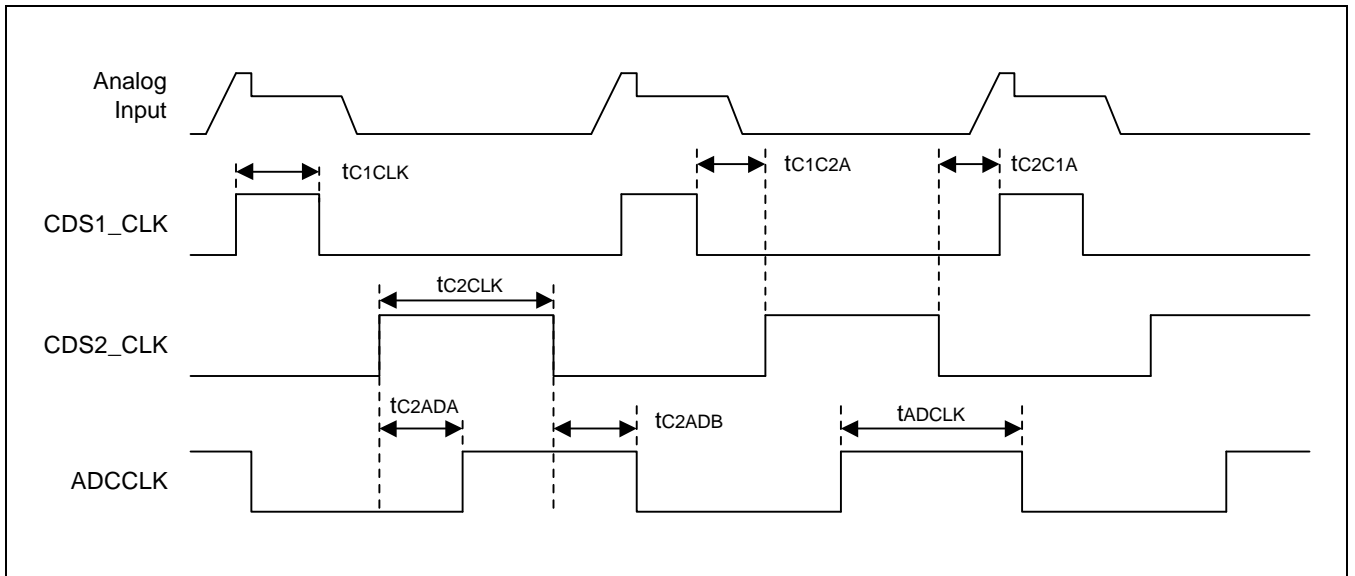 Analog
Input
tC1CLK
tC1C2A
tC2C1A
CDS1_CLK
tC2CLK
CDS2_CLK
tC2ADA
tC2ADB
tADCLK
ADCCLK